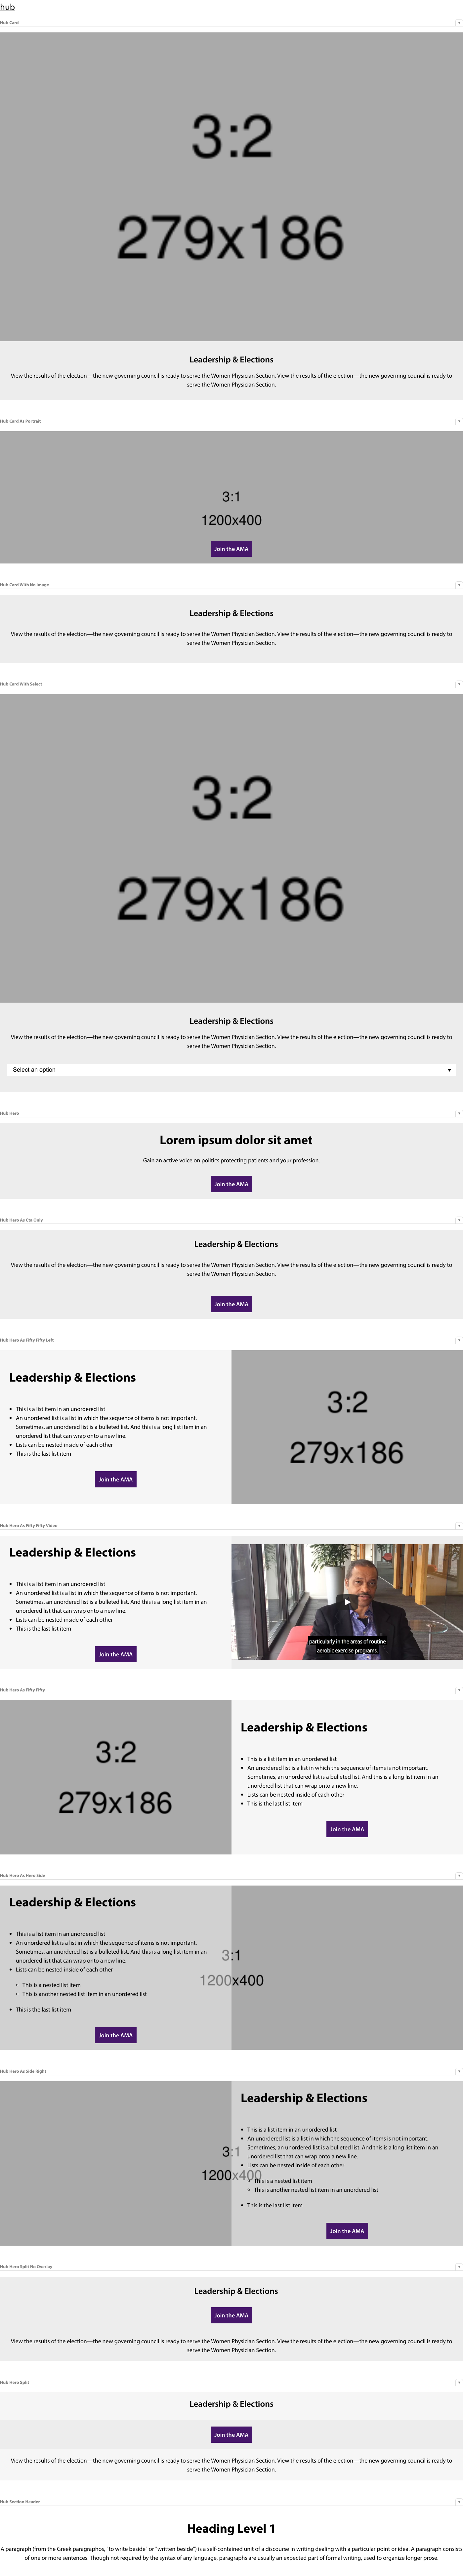 hub
Hub Card
3:2
279x186
Leadership & Elections
View the results of the election—the new governing council is ready to serve the Women Physician Section. View the results of the election—the new governing council is ready to
serve the Women Physician Section.
Hub Card As Portrait
3:1
1200x400
Join the AMA
Hub Card With No Image
Leadership & Elections
View the results of the election—the new governing council is ready to serve the Women Physician Section. View the results of the election—the new governing council is ready to
serve the Women Physician Section.
Hub Card With Select
3:2
279x186
Leadership & Elections
View the results of the election—the new governing council is ready to serve the Women Physician Section. View the results of the election—the new governing council is ready to
serve the Women Physician Section.
Select an option
Hub Hero
Lorem ipsum dolor sit amet
Gain an active voice on politics protecting patients and your profession.
Join the AMA
Hub Hero As Cta Only
Leadership & Elections
View the results of the election—the new governing council is ready to serve the Women Physician Section. View the results of the election—the new governing council is ready to
serve the Women Physician Section.
Join the AMA
Hub Hero As Fifty Fifty Left
Leadership & Elections
This is a list item in an unordered list
An unordered list is a list in which the sequence of items is not important.
Sometimes, an unordered list is a bulleted list. And this is a long list item in an
unordered list that can wrap onto a new line.
Lists can be nested inside of each other
This is the last list item
Join the AMA
3:2
279x186
Hub Hero As Fifty Fifty Video
Leadership & Elections
This is a list item in an unordered list
An unordered list is a list in which the sequence of items is not important.
Sometimes, an unordered list is a bulleted list. And this is a long list item in an
unordered list that can wrap onto a new line.
Lists can be nested inside of each other
This is the last list item
Join the AMA
particularly in the areas of routine
aerobic exercise programs.
Hub Hero As Fifty Fifty
3:2
279x186
Leadership & Elections
This is a list item in an unordered list
An unordered list is a list in which the sequence of items is not important.
Sometimes, an unordered list is a bulleted list. And this is a long list item in an
unordered list that can wrap onto a new line.
Lists can be nested inside of each other
This is the last list item
Join the AMA
Hub Hero As Hero Side
Leadership & Elections
This is a list item in an unordered list
An unordered list is a list in which the sequence of items is not important.
Sometimes, an unordered list is a bulleted list. And this is a long list item in an
unordered list that can wrap onto a new line.
Lists can be nested inside of each other
This is a nested list item
This is another nested list item in an unordered list
This is the last list item
Join the AMA
3:1
1200x400
Hub Hero As Side Right
3:1
1200x400
Leadership & Elections
This is a list item in an unordered list
An unordered list is a list in which the sequence of items is not important.
Sometimes, an unordered list is a bulleted list. And this is a long list item in an
unordered list that can wrap onto a new line.
Lists can be nested inside of each other
This is a nested list item
This is another nested list item in an unordered list
This is the last list item
Join the AMA
Hub Hero Split No Overlay
Leadership & Elections
Join the AMA
View the results of the election—the new governing council is ready to serve the Women Physician Section. View the results of the election—the new governing council is ready to
serve the Women Physician Section.
Hub Hero Split
Leadership & Elections
Join the AMA
View the results of the election—the new governing council is ready to serve the Women Physician Section. View the results of the election—the new governing council is ready to
serve the Women Physician Section.
Hub Section Header
Heading Level 1
A paragraph (from the Greek paragraphos, "to write beside" or "written beside") is a self-contained unit of a discourse in writing dealing with a particular point or idea. A paragraph consists
of one or more sentences. Though not required by the syntax of any language, paragraphs are usually an expected part of formal writing, used to organize longer prose.